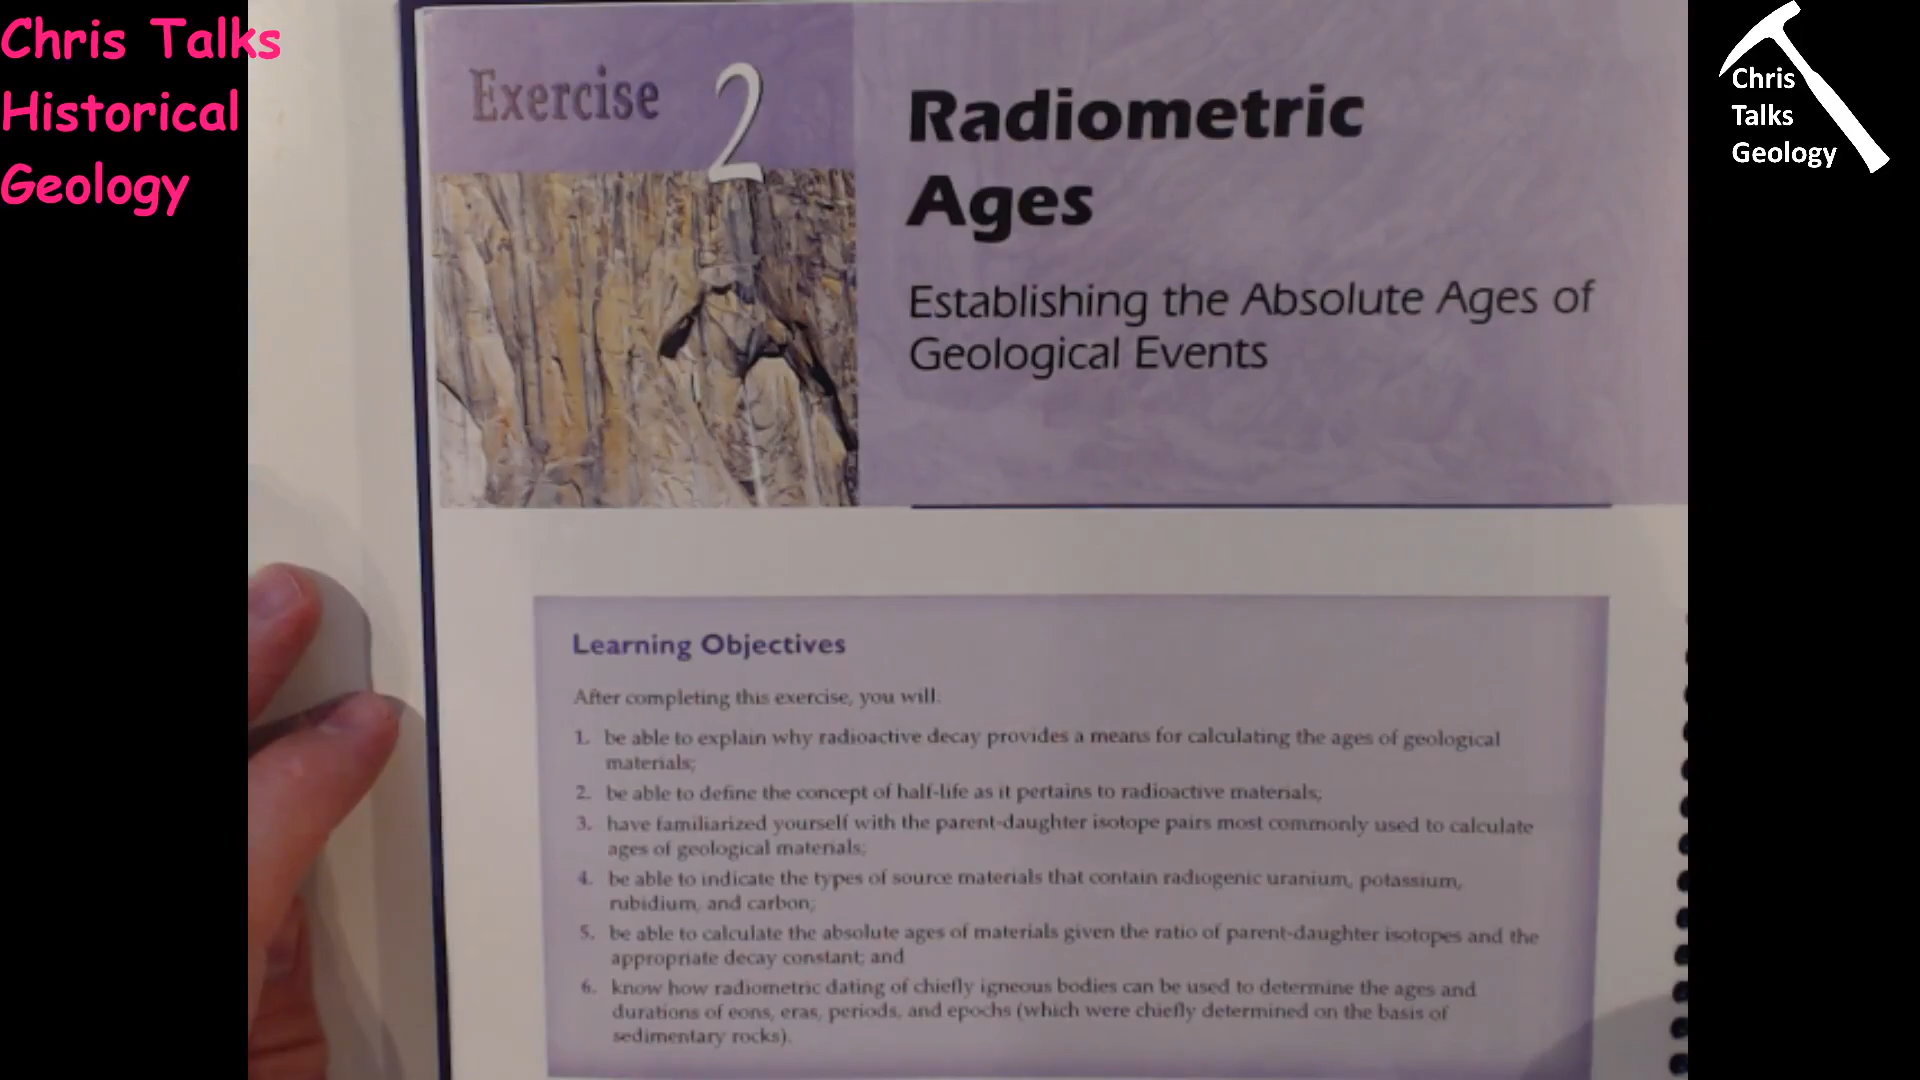 Chris Talks
Historical
Geology
Exercise 2
Radiometric
Ages
Establishing the Absolute Ages of
Geological Events
Learning Objectives
After completing this exercise, you will:
1. be able to explain why radioactive decay provides a means for calculating the ages of geological
materials;
2. be able to define the concept of half-life as it pertains to radioactive materials;
3. have familiarized yourself with the parent-daughter isotope pairs most commonly used to calculate
ages of geological materials;
4. be able to indicate the types of source materials that contain radiogenic uranium, potassium,
rubidium, and carbon;
5. be able to calculate the absolute ages of materials given the ratio of parent-daughter isotopes and the
appropriate decay constant; and
6. know how radiometric dating of chiefly igneous bodies can be used to determine the ages and
durations of eons, eras, periods, and epochs (which were chiefly determined on the basis of
sedimentary rocks).
Chris
Talks
Geology